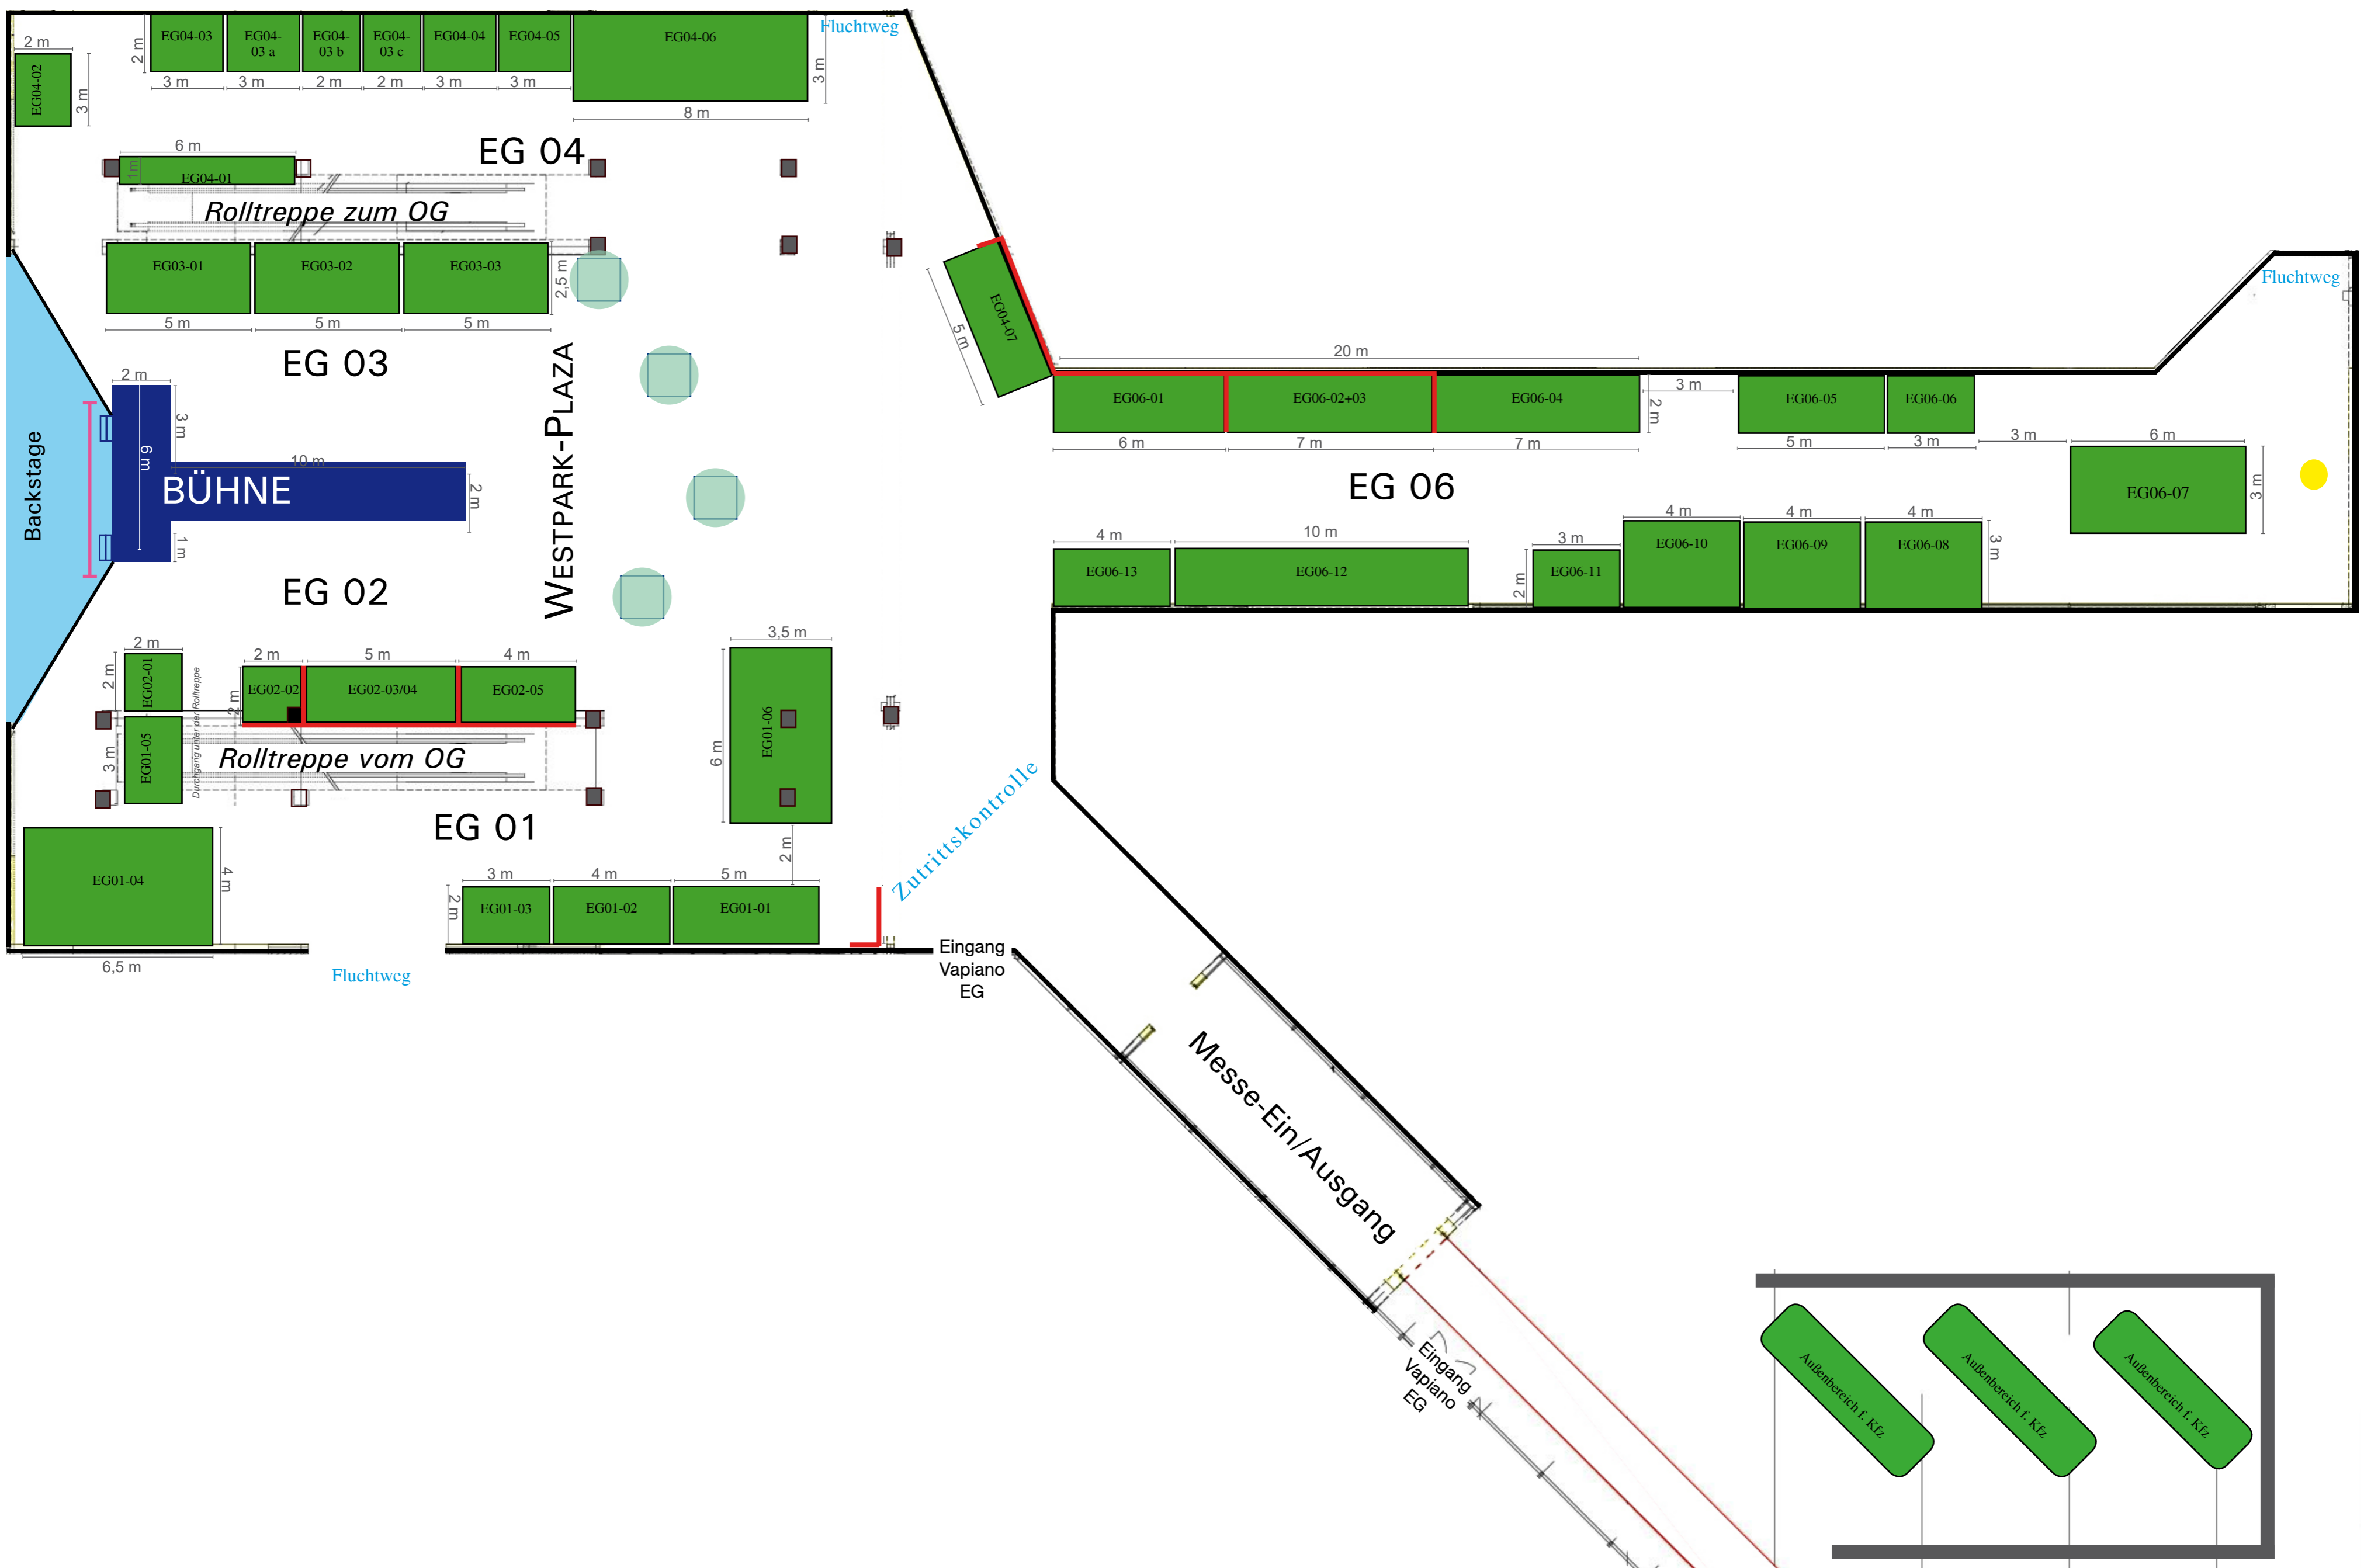 Fluchtweg
2 m
EG04-02
3 m
2 m
EG04-03
EG04-
03 a
EG04-
03 b
EG04-
03 c
EG04-04
EG04-05
EG04-06
3 m
3 m
3 m
2 m
2 m
3 m
3 m
8 m
EG 04
6 m
1m
EG04-01
Rolltreppe zum OG
EG03-01
EG03-02
EG03-03
2,5 m
5 m
5 m
5 m
EG 03
EG04-07
5 m
WESTPARK-PLAZA
Backstage
2 m
3 m
6 m
10 m
BÜHNE
2 m
1 m
EG 02
Fluchtweg
20 m
EG06-01
EG06-02+03
EG06-04
2 m
3 m
EG06-05
EG06-06
6 m
7 m
7 m
5 m
3 m
3 m
6 m
EG 06
EG06-07
3 m
4 m
10 m
3 m
4 m
4 m
4 m
EG06-13
EG06-12
2 m
EG06-11
EG06-10
EG06-09
EG06-08
3 m
2 m
2 m
EG02-01
Durchgang unter der Rolltreppe
2 m
5 m
4 m
2 m
EG02-02
EG02-03/04
EG02-05
3 m
EG01-05
Rolltreppe vom OG
3,5 m
6 m
EG01-06
2 m
EG 01
EG01-04
4 m
6,5 m
3 m
4 m
5 m
2 m
EG01-03
EG01-02
EG01-01
Zutrittskontrolle
Fluchtweg
Eingang
Vapiano
EG
Messe-Ein/Ausgang
Eingang
Vapiano
EG
Außenbereich f. Kfz
Außenbereich f. Kfz
Außenbereich f. Kfz